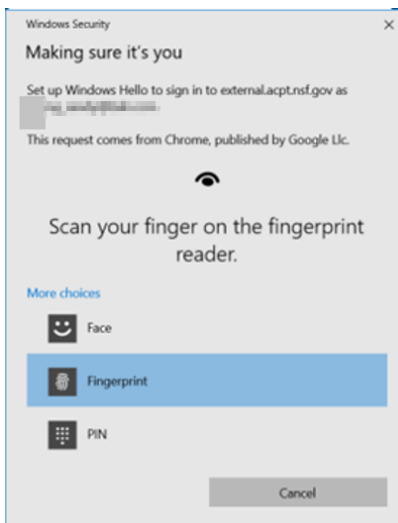 Windows Security
Making sure it's you
Set up Windows Hello to sign in to external.acpt.nsf.gov as
This request comes from Chrome, published by Google Llc.
Scan your finger on the fingerprint
reader.
More choices
Face
Fingerprint
PIN
Cancel